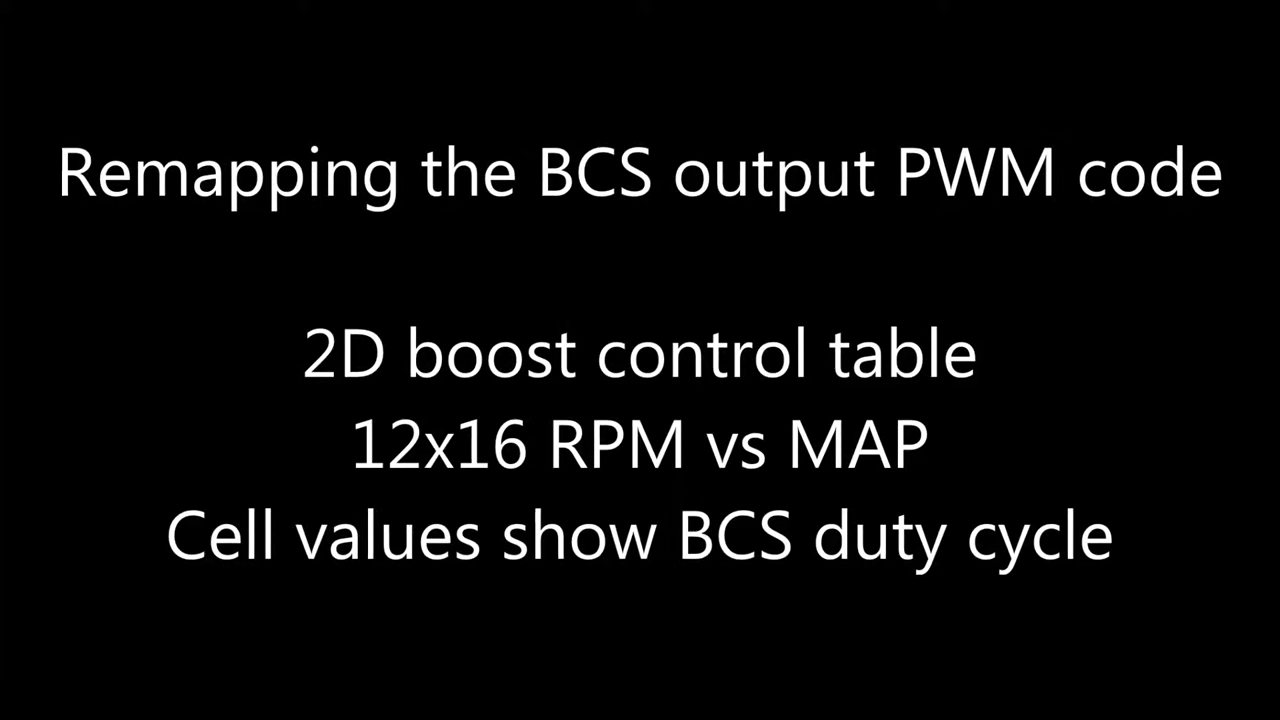 Remapping the BCS output PWM code
2D boost control table
12x16 RPM vs MAP
Cell values show BCS duty cycle